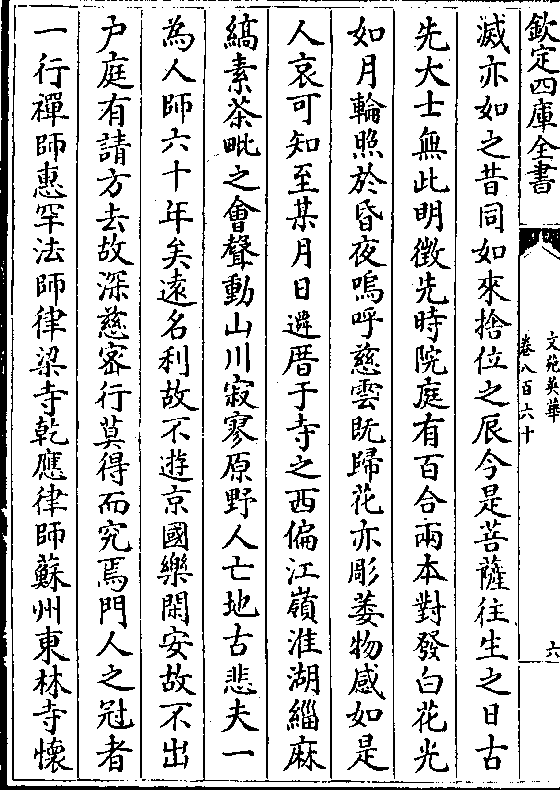 欽定四庫全書
文苑英華
卷八百六十
六
滅亦如之昔同如來捨位之辰今是菩薩往生之日古
先大士無此明徴先時院庭有百合兩本對發白花光
如月輪照於昏夜嗚呼慈雲既歸花亦彫萎物感如是
人哀可知至某月日遷厝于寺之西偏江嶺淮湖緇麻
縞素茶毗之會聲動山川寂寥原野人亡地古悲夫一
為人師六十年矣逺名利故不遊京國樂閑安故不出
户庭有請方去故深慈密行莫得而究焉門人之冠者
一行禪師惠罕法師律梁寺乾應律師蘇州東林寺懷